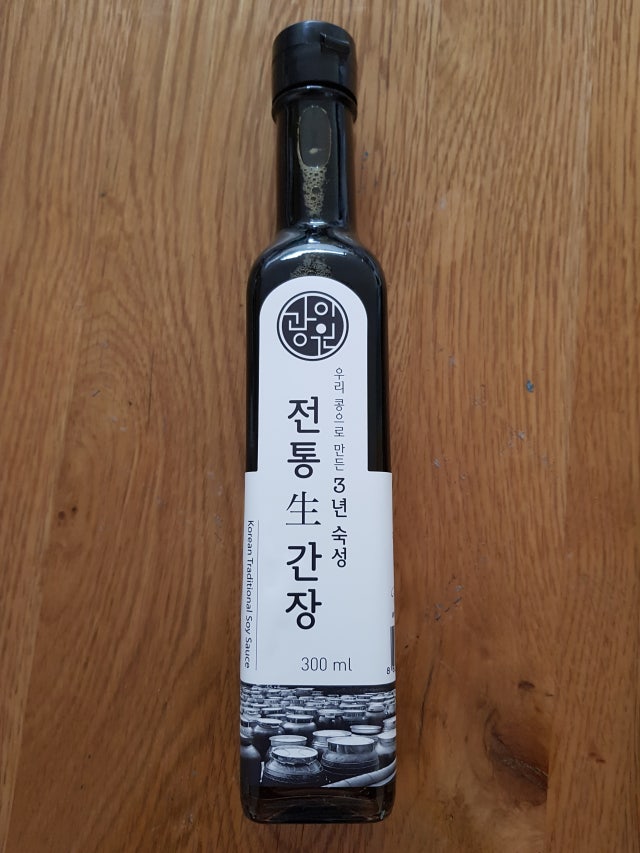 광이원
우리 콩으로 만든 3년 숙성
전통 生 간장
Korean Traditional Soy Sauce
300 ml
8